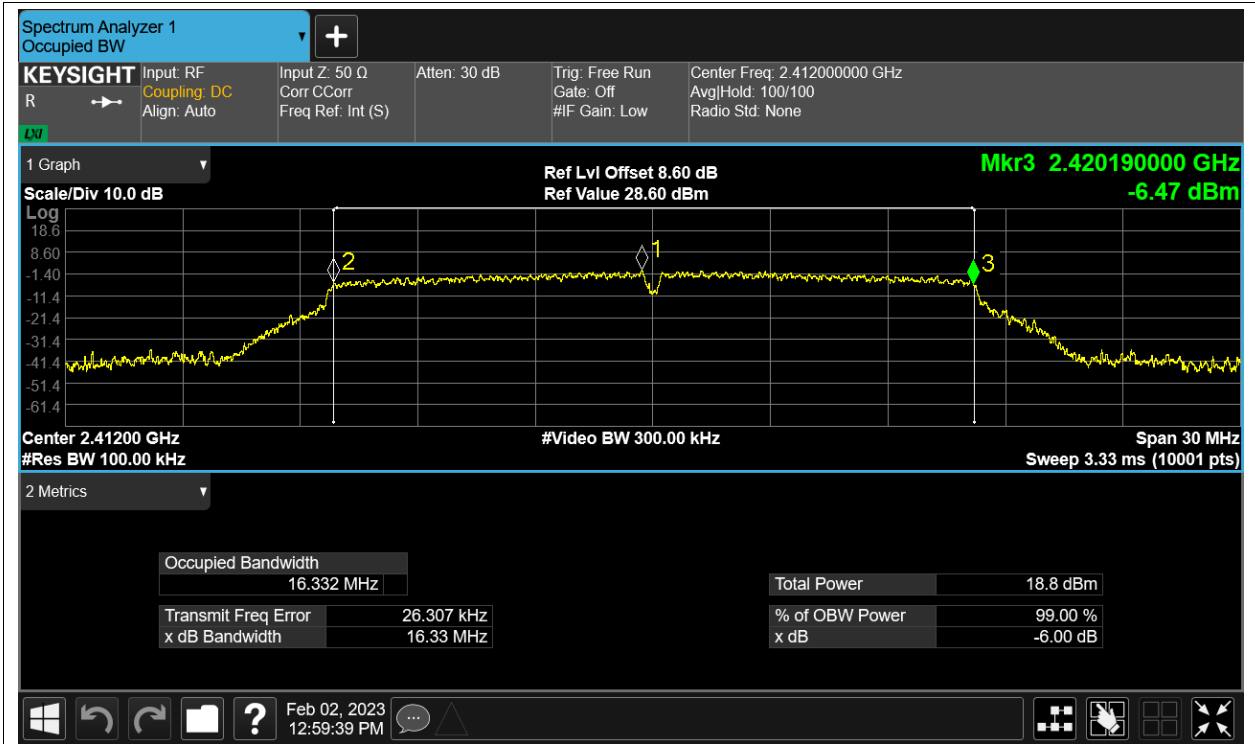 Spectrum Analyzer 1
Occupied BW
+
KEYSIGHT
R
LXI
Input: RF
Coupling: DC
Align: Auto
Input Z: 50 Ω
Corr CCorr
Freq Ref: Int (S)
Atten: 30 dB
Trig: Free Run
Gate: Off
#IF Gain: Low
Center Freq: 2.412000000 GHz
Avg|Hold: 100/100
Radio Std: None
1 Graph
Scale/Div 10.0 dB
Ref Lvl Offset 8.60 dB
Ref Value 28.60 dBm
Mkr3 2.420190000 GHz
-6.47 dBm
Log
18.6
8.60
-1.40
-11.4
-21.4
-31.4
-41.4
-51.4
-61.4
2
1
3
Center 2.41200 GHz
#Video BW 300.00 kHz
Span 30 MHz
#Res BW 100.00 kHz
Sweep 3.33 ms (10001 pts)
2 Metrics
Occupied Bandwidth
16.332 MHz
Transmit Freq Error 26.307 kHz
x dB Bandwidth 16.33 MHz
Total Power 18.8 dBm
% of OBW Power 99.00 %
x dB -6.00 dB
?
Feb 02, 2023
12:59:39 PM